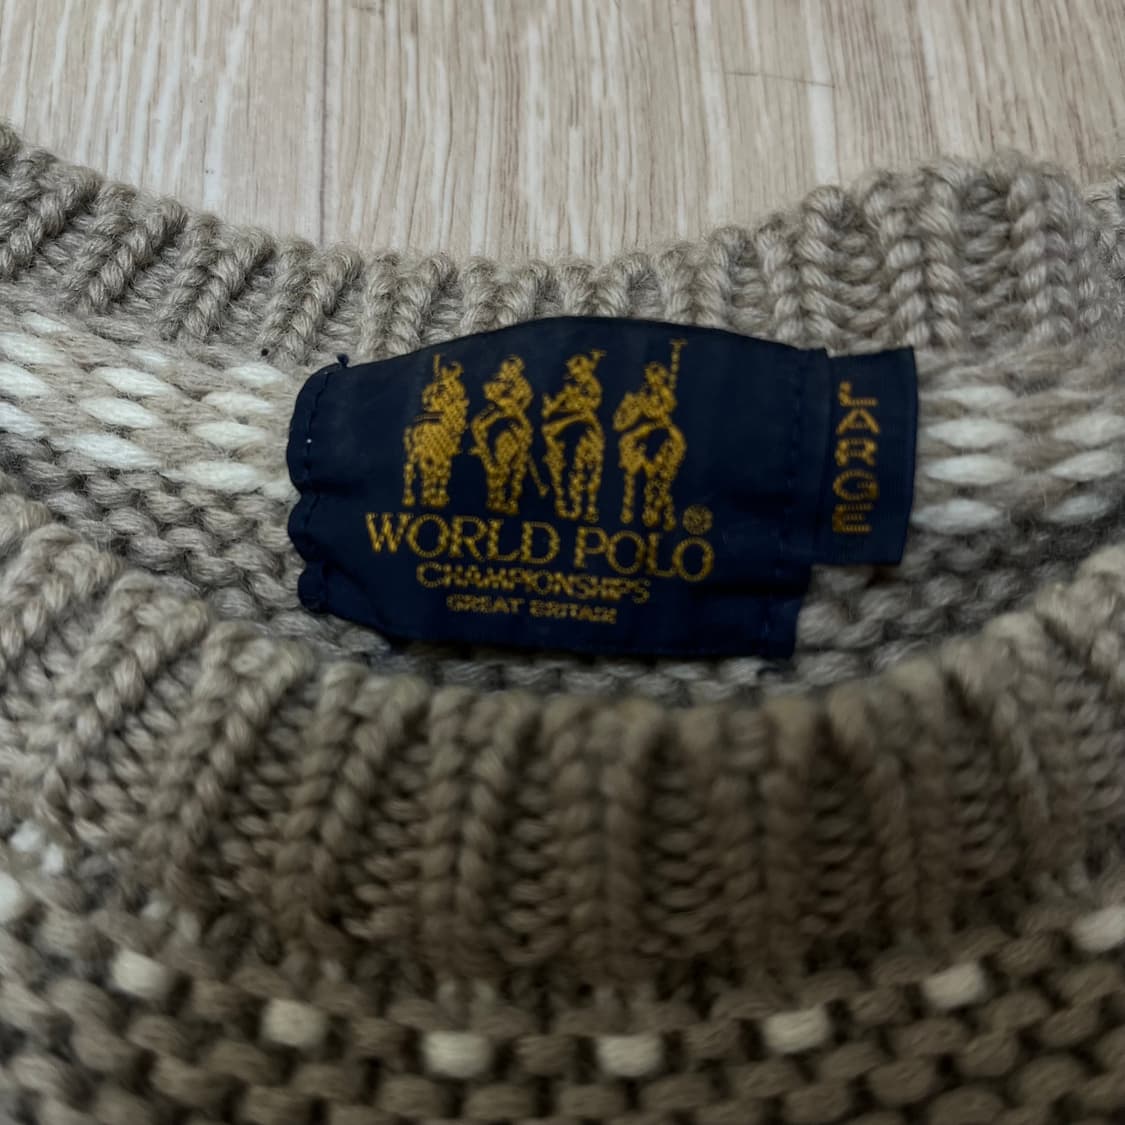 WORLD POLO®
CHAMPIONSHIPS
GREAT BRITAIN
LARGE